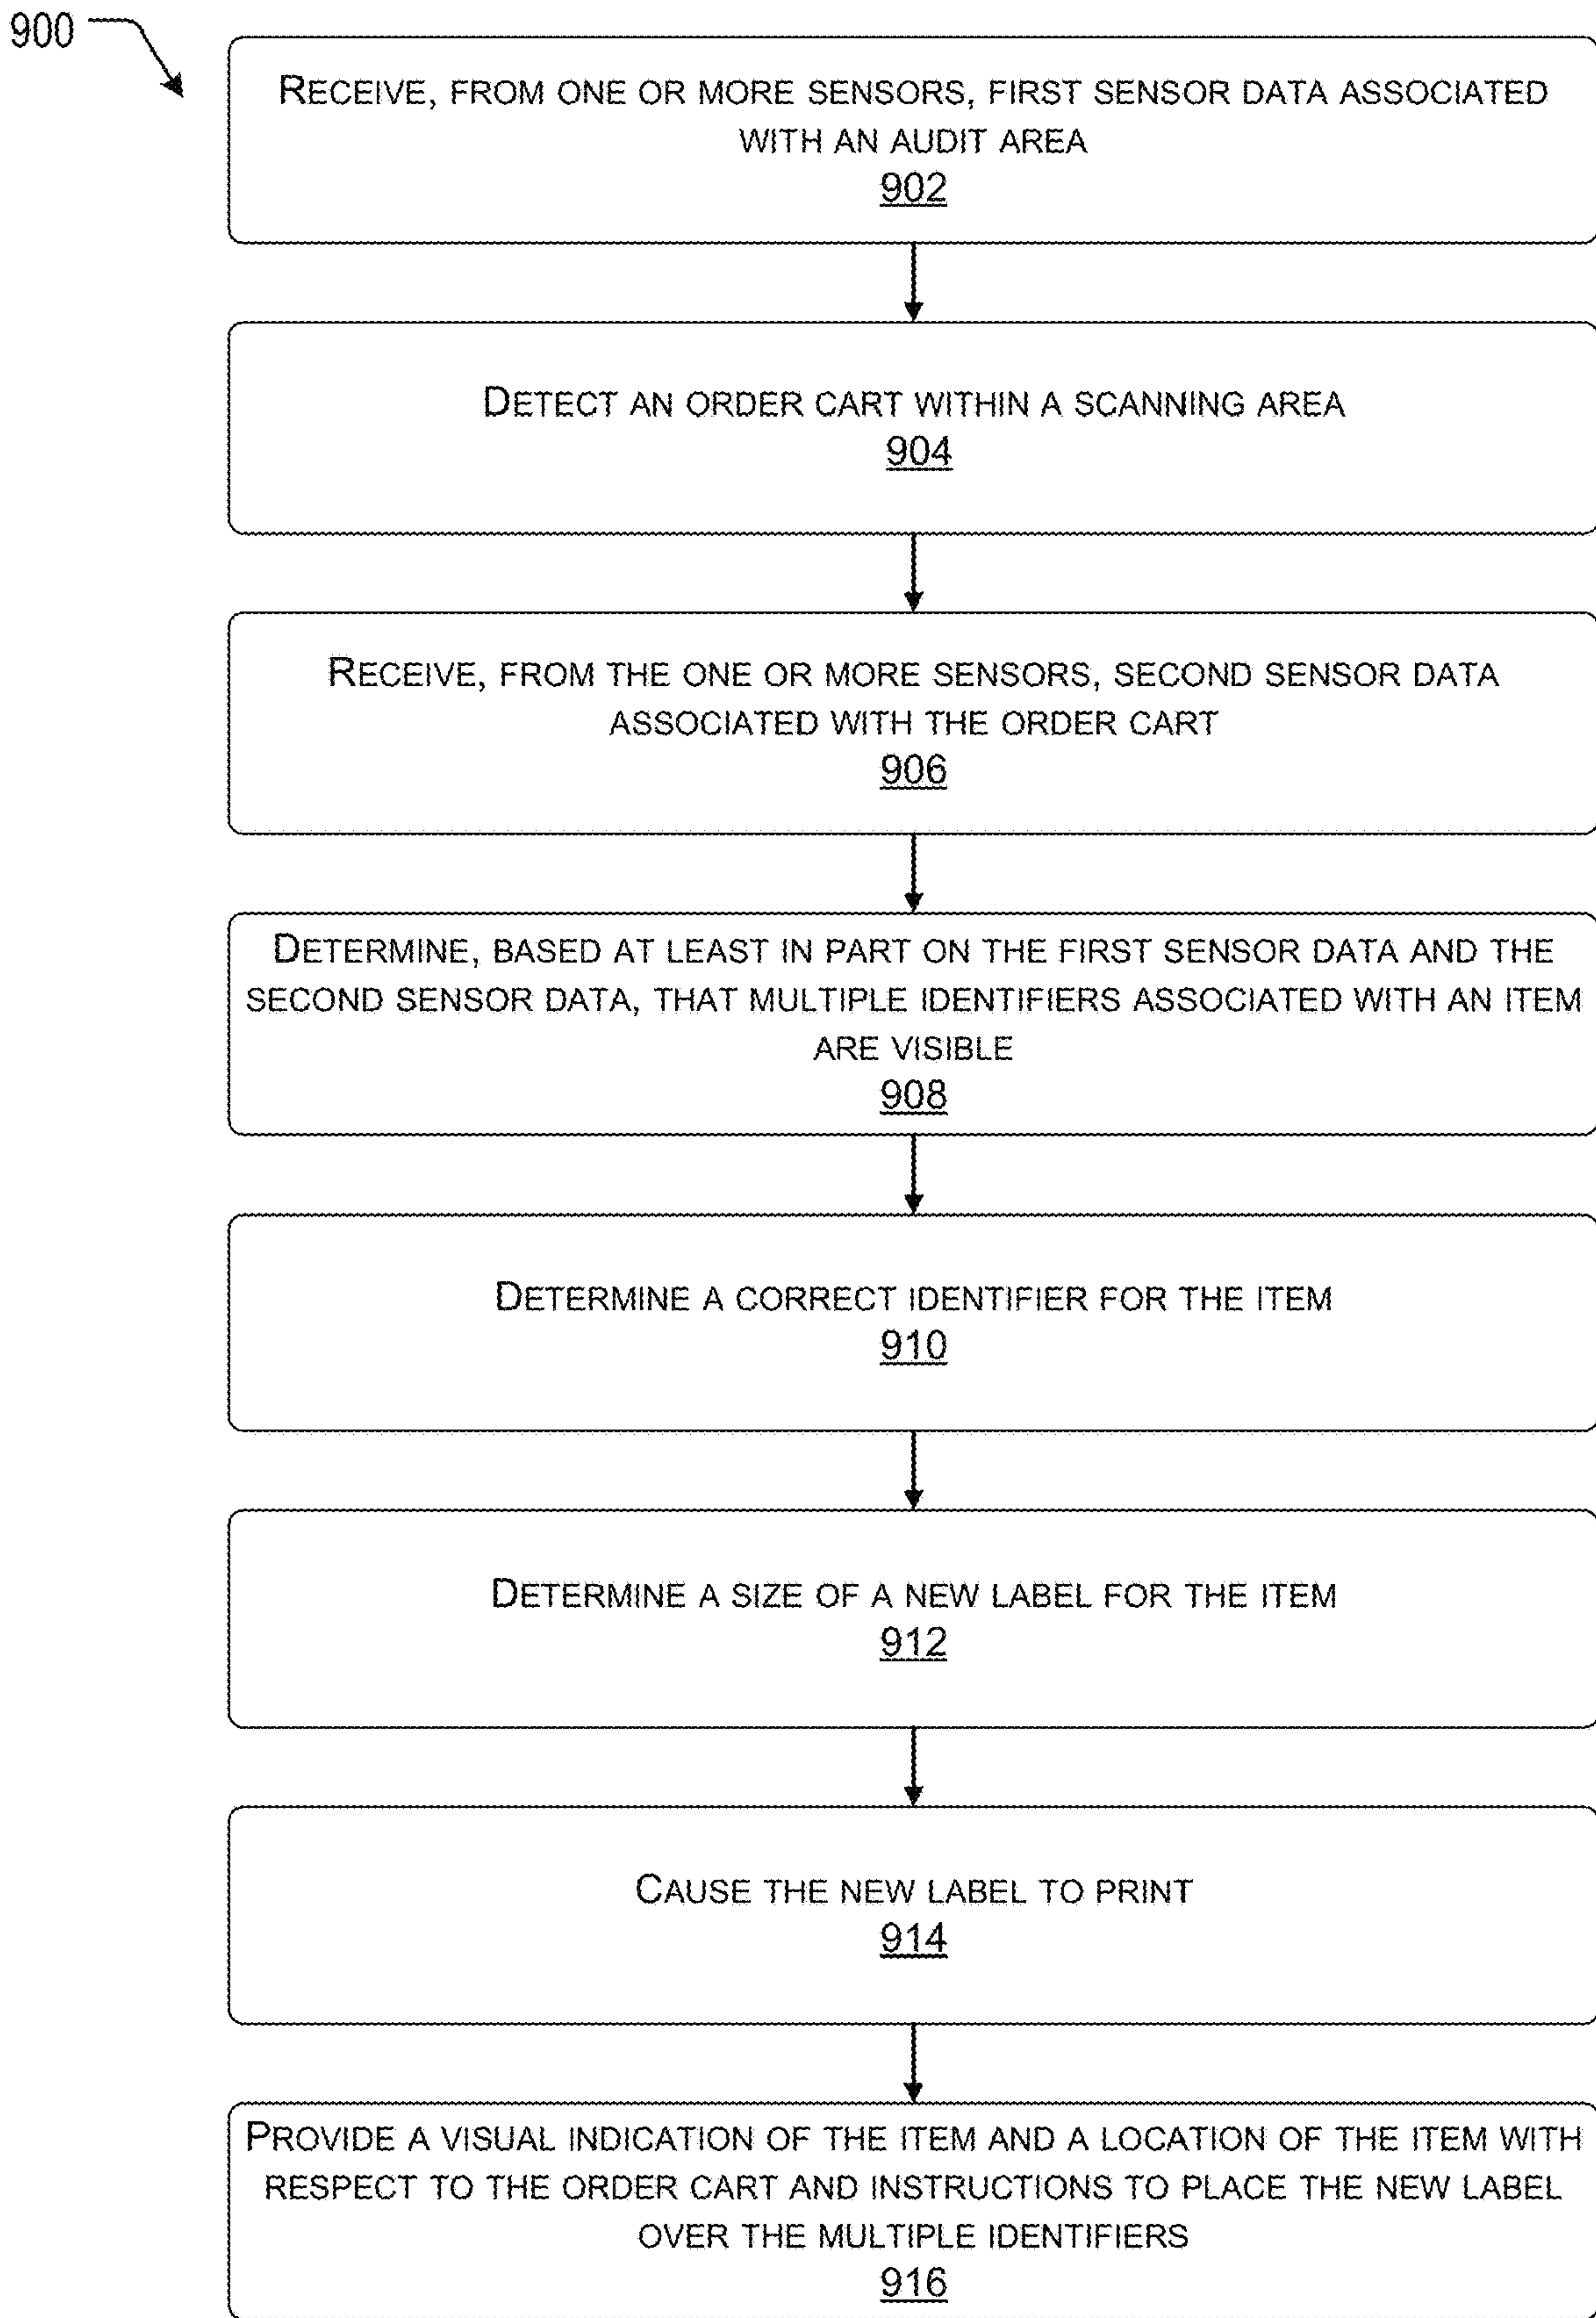 900
RECEIVE, FROM ONE OR MORE SENSORS, FIRST SENSOR DATA ASSOCIATED
WITH AN AUDIT AREA
902
DETECT AN ORDER CART WITHIN A SCANNING AREA
904
RECEIVE, FROM THE ONE OR MORE SENSORS, SECOND SENSOR DATA
ASSOCIATED WITH THE ORDER CART
906
DETERMINE, BASED AT LEAST IN PART ON THE FIRST SENSOR DATA AND THE
SECOND SENSOR DATA, THAT MULTIPLE IDENTIFIERS ASSOCIATED WITH AN ITEM
ARE VISIBLE
908
DETERMINE A CORRECT IDENTIFIER FOR THE ITEM
910
DETERMINE A SIZE OF A NEW LABEL FOR THE ITEM
912
CAUSE THE NEW LABEL TO PRINT
914
PROVIDE A VISUAL INDICATION OF THE ITEM AND A LOCATION OF THE ITEM WITH
RESPECT TO THE ORDER CART AND INSTRUCTIONS TO PLACE THE NEW LABEL
OVER THE MULTIPLE IDENTIFIERS
916